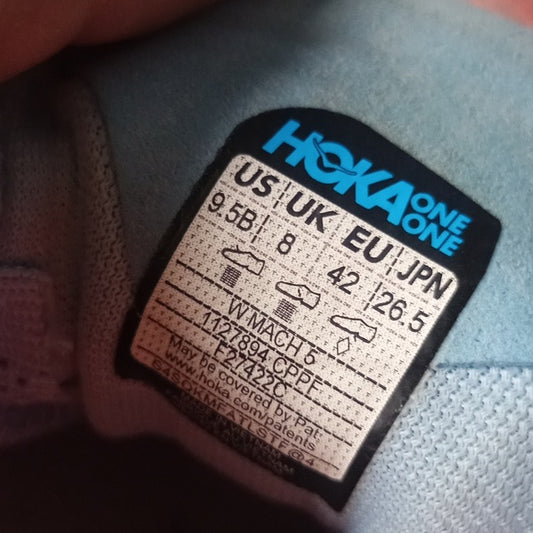 HOKA ONE ONE
US UK EU JPN
9.5B 8 42 26.5
W MACH 5
1127894 CPPF
F27422C
May be covered by Pat:
www.hoka.com/patents